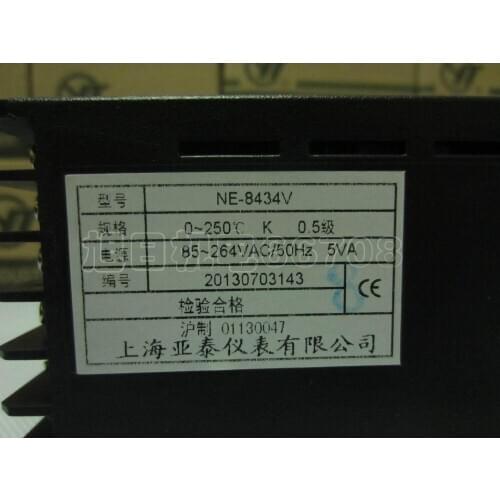 型号 NE-8434V
规格 0~250℃ K 0.5级
电源 85-264VAC/50Hz 5VA
编号 20130703143
检验合格 CE
沪制 01130047
上海亚泰仪表有限公司